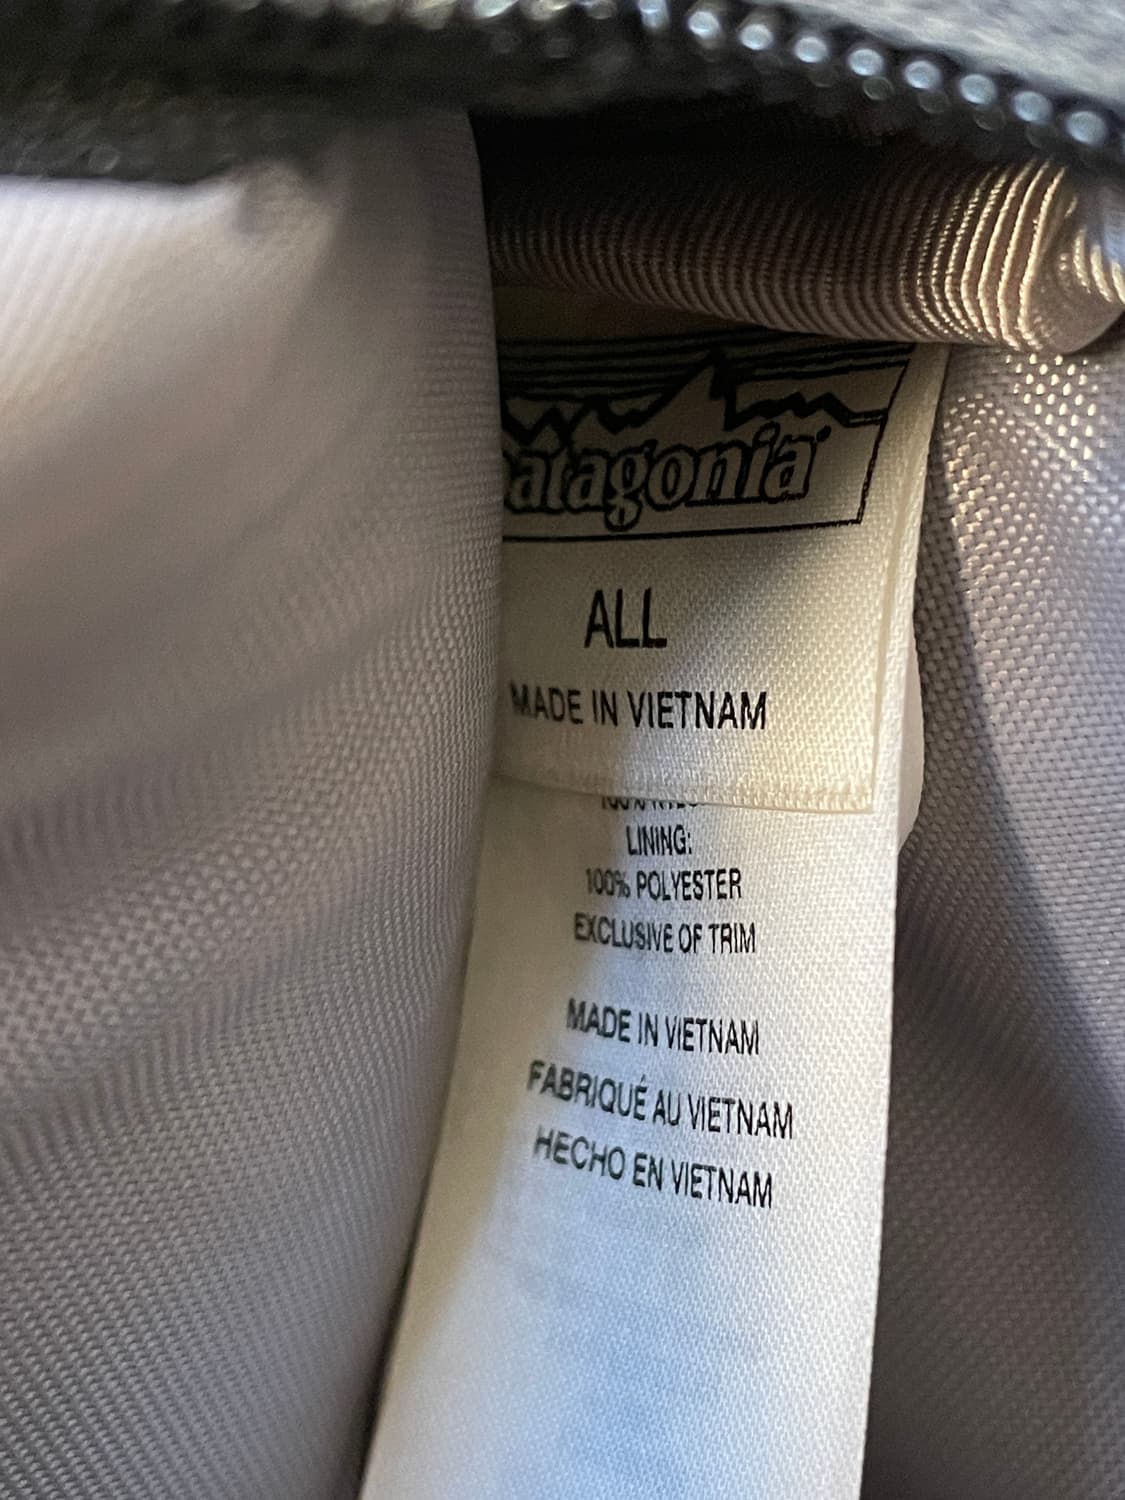 patagonia
ALL
MADE IN VIETNAM
LINING:
100% POLYESTER
EXCLUSIVE OF TRIM
MADE IN VIETNAM
FABRIQUÉ AU VIETNAM
HECHO EN VIETNAM